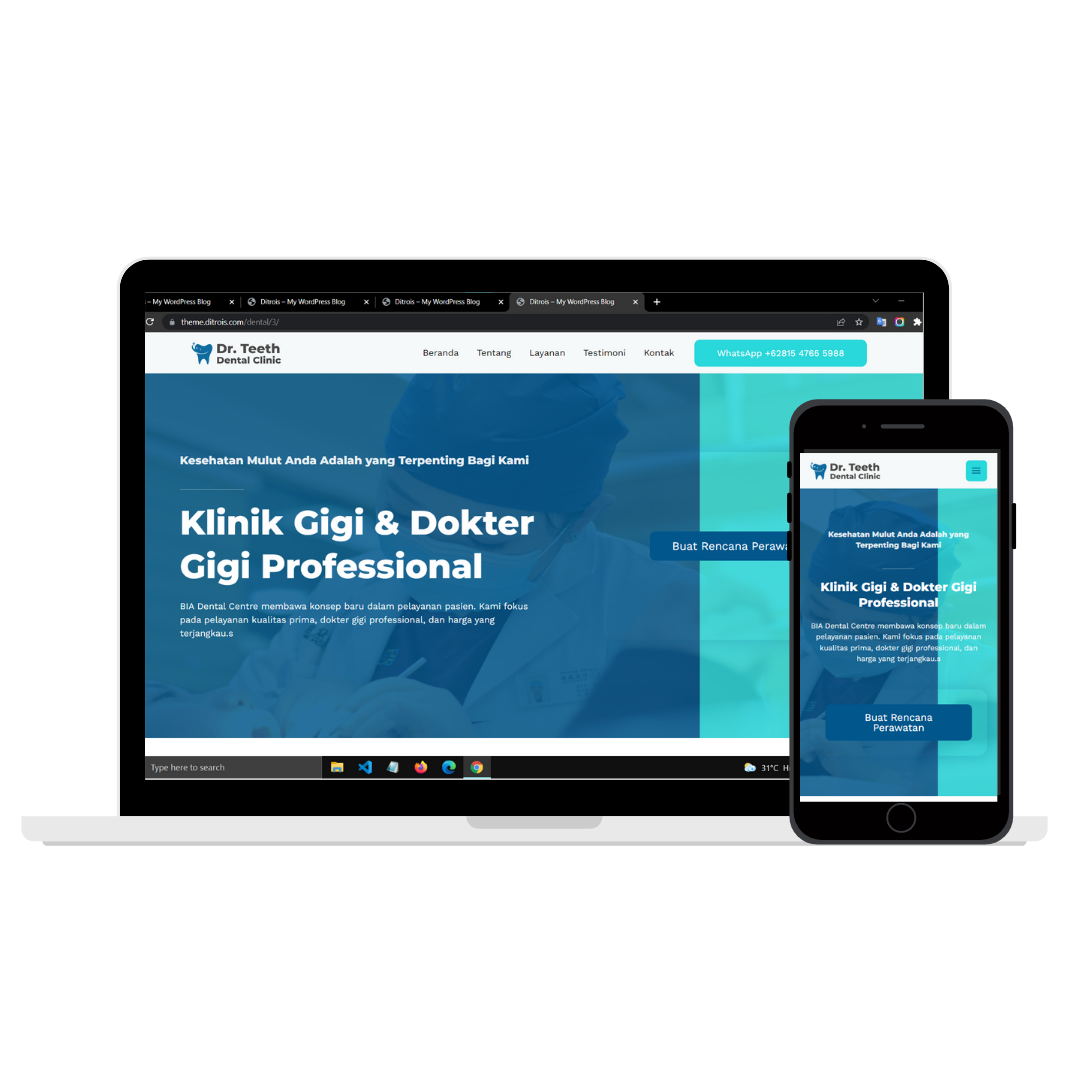 – My WordPress Blog
Ditrois – My WordPress Blog
Ditrois – My WordPress Blog
Ditrois – My WordPress Blog
theme.ditrois.com/dental/3/
Dr. Teeth
Dental Clinic
Beranda
Tentang
Layanan
Testimoni
Kontak
WhatsApp +62815 4765 5988
Kesehatan Mulut Anda Adalah yang Terpenting Bagi Kami
Klinik Gigi & Dokter
Gigi Professional
BIA Dental Centre membawa konsep baru dalam pelayanan pasien. Kami fokus
pada pelayanan kualitas prima, dokter gigi professional, dan harga yang
terjangkau.s
Buat Rencana Perawa
Type here to search
31°C H
Dr. Teeth
Dental Clinic
Kesehatan Mulut Anda Adalah yang
Terpenting Bagi Kami
Klinik Gigi & Dokter Gigi
Professional
BIA Dental Centre membawa konsep baru dalam
pelayanan pasien. Kami fokus pada pelayanan
kualitas prima, dokter gigi professional, dan
harga yang terjangkau.s
Buat Rencana
Perawatan